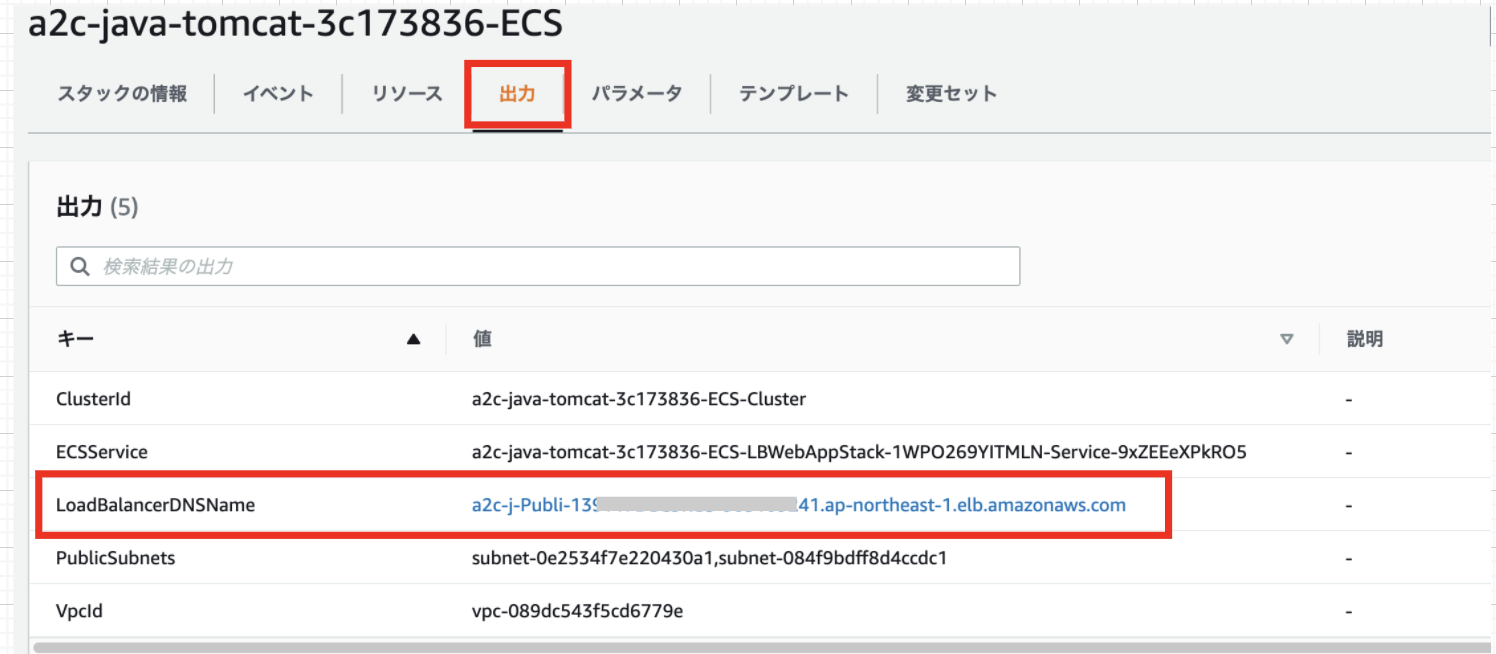 a2c-java-tomcat-3c173836-ECS
スタックの情報 イベント リソース 出力 パラメータ テンプレート 変更セット
出力 (5)
検索結果の出力
キー 値 説明
ClusterId a2c-java-tomcat-3c173836-ECS-Cluster -
ECSService a2c-java-tomcat-3c173836-ECS-LBWebAppStack-1WPO269YITMLN-Service-9xZEEeXPkRO5 -
LoadBalancerDNSName a2c-j-Publi-139 41.ap-northeast-1.elb.amazonaws.com -
PublicSubnets subnet-0e2534f7e220430a1,subnet-084f9bdff8d4ccdc1 -
VpcId vpc-089dc543f5cd6779e -